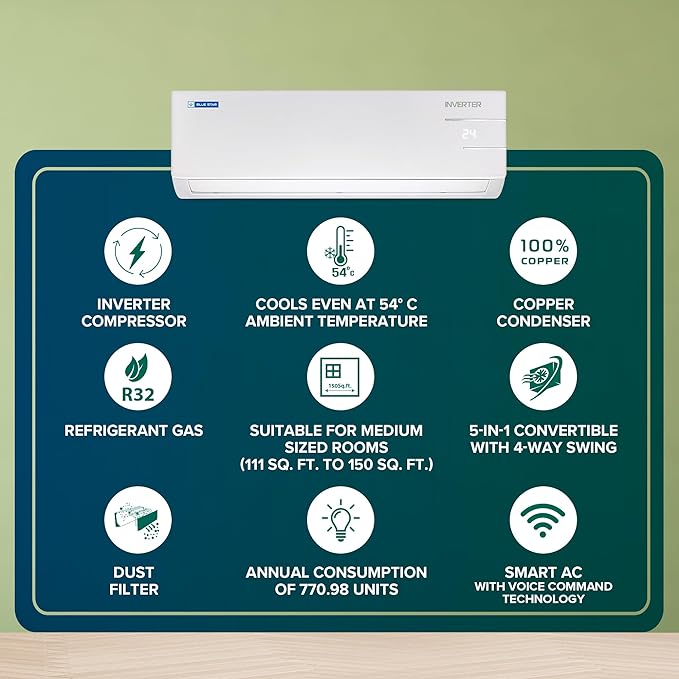 BLUE STAR
INVERTER
24
54°C
100%
COPPER
INVERTER
COMPRESSOR
COOLS EVEN AT 54° C
AMBIENT TEMPERATURE
COPPER
CONDENSER
R32
150Sq.ft.
REFRIGERANT GAS
SUITABLE FOR MEDIUM
SIZED ROOMS
(111 SQ. FT. TO 150 SQ. FT.)
5-IN-1 CONVERTIBLE
WITH 4-WAY SWING
DUST
FILTER
ANNUAL CONSUMPTION
OF 770.98 UNITS
SMART AC
WITH VOICE COMMAND
TECHNOLOGY